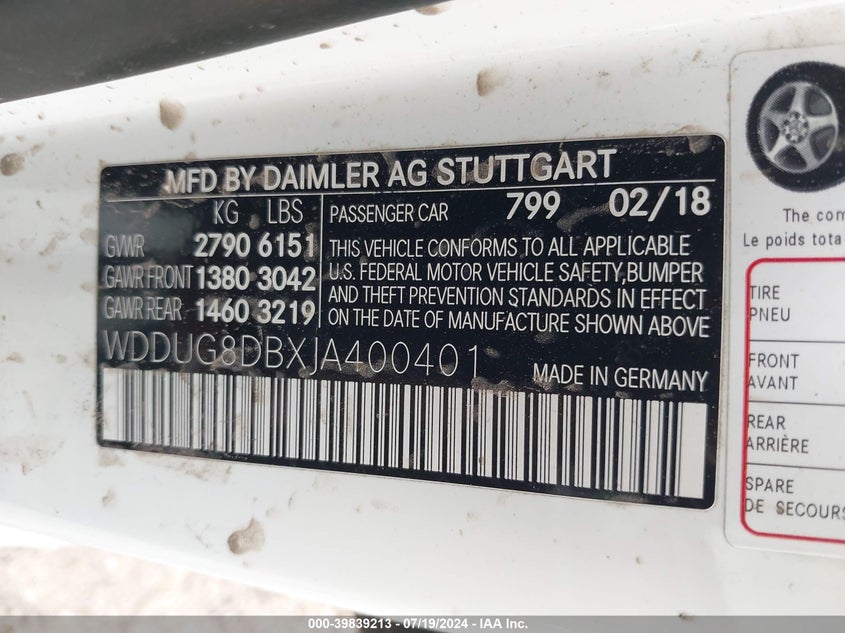 MFD BY DAIMLER AG STUTTGART
KG LBS
GVWR 2790 6151
GAWR FRONT 1380 3042
GAWR REAR 1460 3219
PASSENGER CAR 799 02/18
THIS VEHICLE CONFORMS TO ALL APPLICABLE
U.S. FEDERAL MOTOR VEHICLE SAFETY,BUMPER
AND THEFT PREVENTION STANDARDS IN EFFECT
ON THE DATE OF MANUFACTURE SHOWN ABOVE
WDDUG8DBXJA400401
MADE IN GERMANY
The com
Le poids tota
TIRE
PNEU
FRONT
AVANT
REAR
ARRIÈRE
SPARE
DE SECOURS
000-39839213 - 07/19/2024 - IAA Inc.